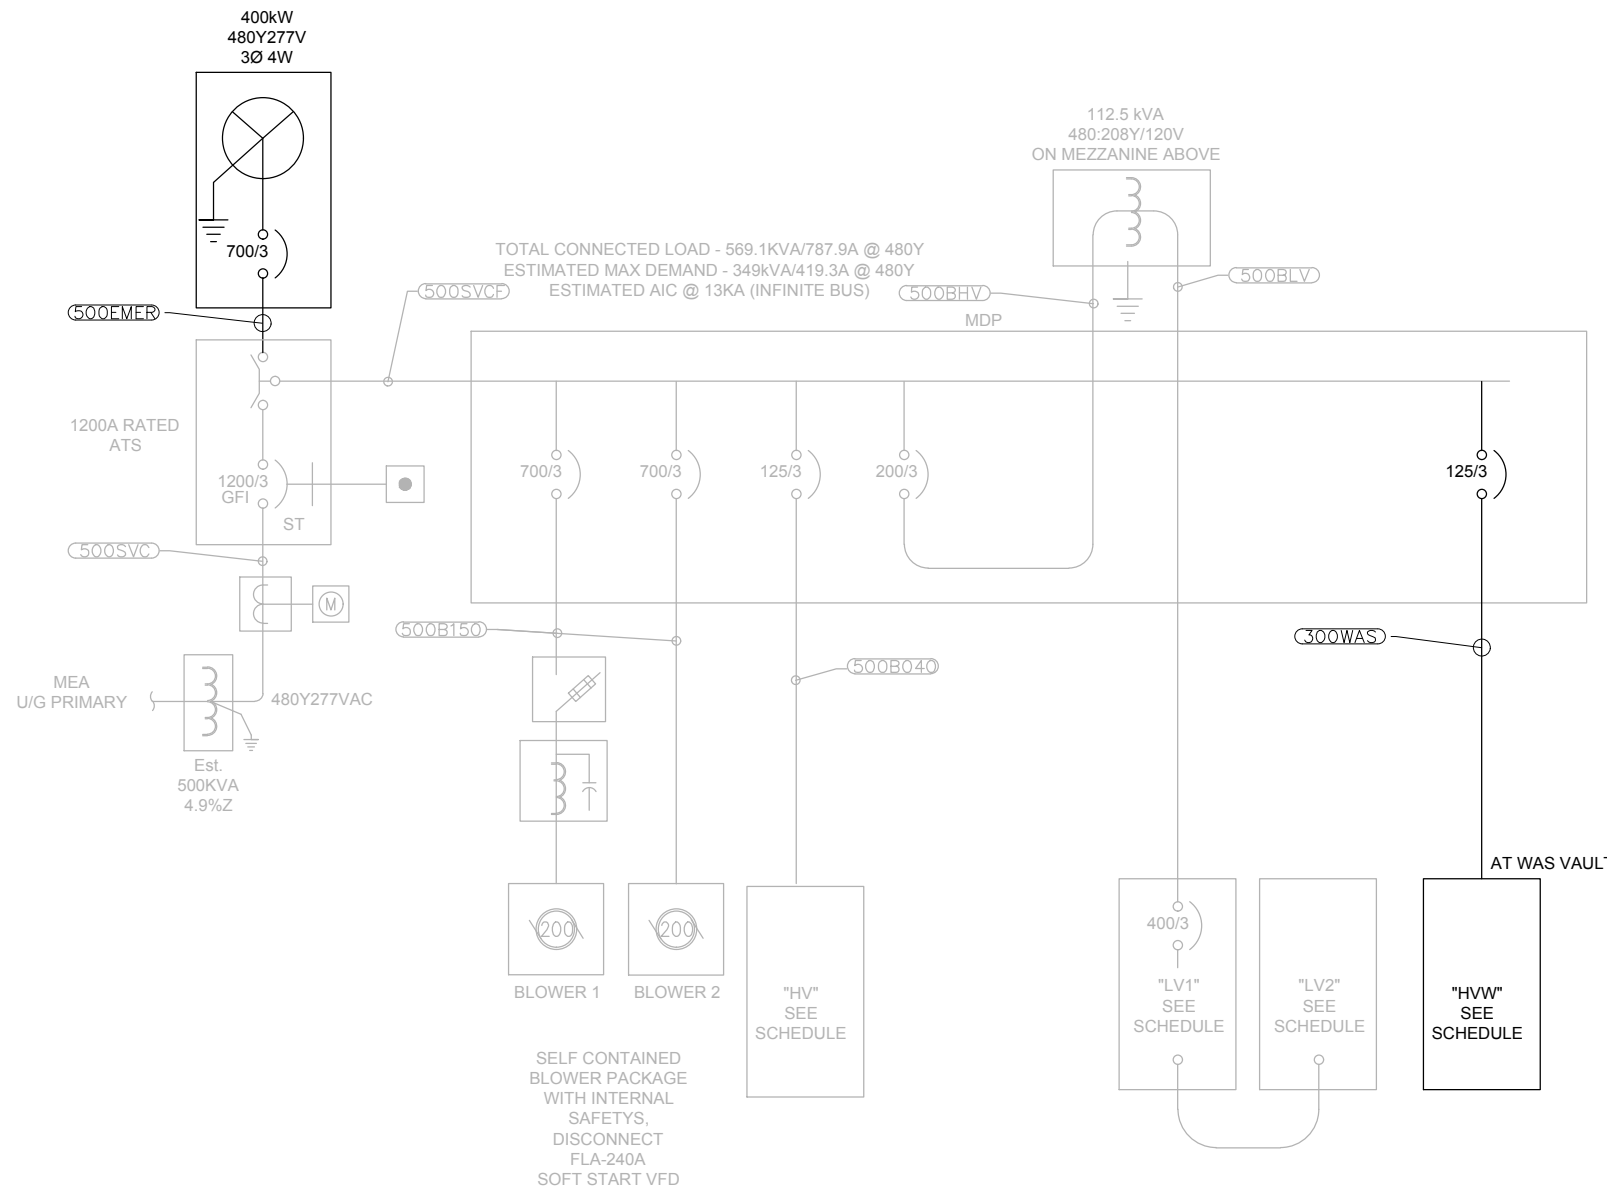 400kW
480Y277V
3Ø 4W
700/3
500EMER
112.5 kVA
480:208Y/120V
ON MEZZANINE ABOVE
TOTAL CONNECTED LOAD - 569.1KVA/787.9A @ 480Y
ESTIMATED MAX DEMAND - 349kVA/419.3A @ 480Y
ESTIMATED AIC @ 13KA (INFINITE BUS)
500SVCF
500BHV
500BLV
MDP
1200A RATED
ATS
1200/3
GFI
ST
700/3
700/3
125/3
200/3
125/3
500SVC
M
500B150
500B040
300WAS
MEA
U/G PRIMARY
480Y277VAC
Est.
500KVA
4.9%Z
AT WAS VAULT
200
200
BLOWER 1
BLOWER 2
"HV"
SEE
SCHEDULE
400/3
"LV1"
SEE
SCHEDULE
"LV2"
SEE
SCHEDULE
"HVW"
SEE
SCHEDULE
SELF CONTAINED
BLOWER PACKAGE
WITH INTERNAL
SAFETYS,
DISCONNECT
FLA-240A
SOFT START VFD